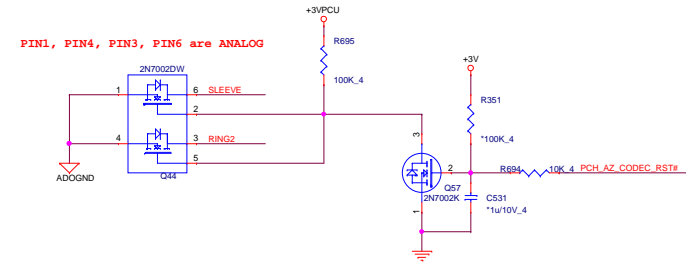 +3VPCU
PIN1, PIN4, PIN3, PIN6 are ANALOG
R695
+3V
2N7002DW
100K_4
1
6
SLEEVE
2
R351
*100K_4
4
3
RING2
3
5
R694
10K_4
PCH_AZ_CODEC_RST#
2
ADOGND
Q44
Q57
2N7002K
C531
*1u/10V_4
1